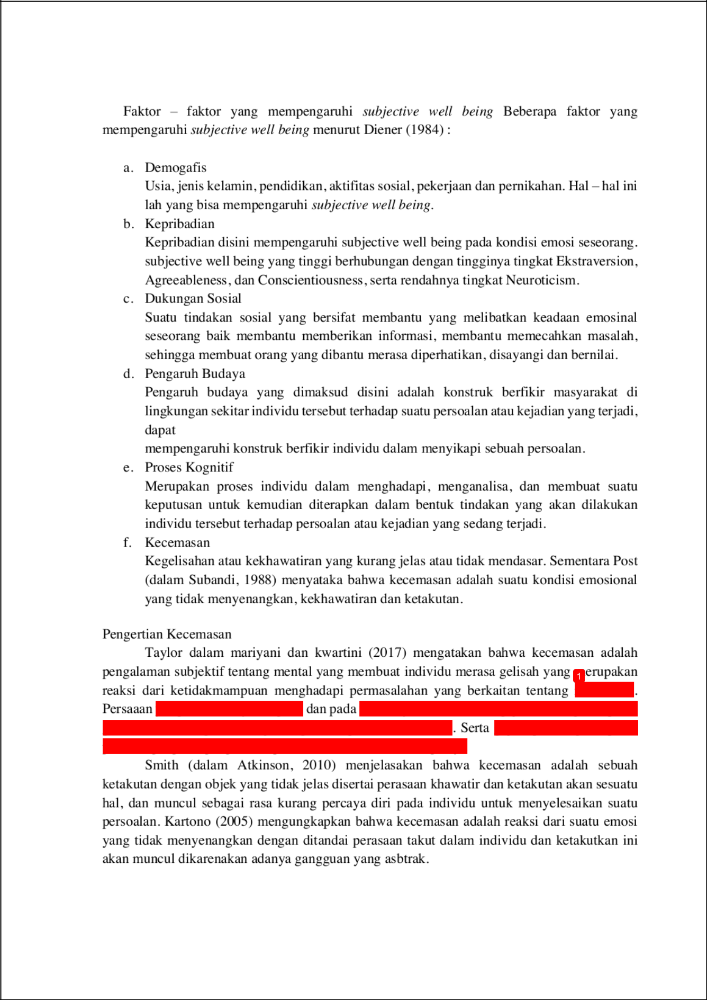 Faktor – faktor yang mempengaruhi subjective well being Beberapa faktor yang
mempengaruhi subjective well being menurut Diener (1984) :
a. Demogafis
Usia, jenis kelamin, pendidikan, aktifitas sosial, pekerjaan dan pernikahan. Hal – hal ini
lah yang bisa mempengaruhi subjective well being.
b. Kepribadian
Kepribadian disini mempengaruhi subjective well being pada kondisi emosi seseorang.
subjective well being yang tinggi berhubungan dengan tingginya tingkat Ekstraversion,
Agreeableness, dan Conscientiousness, serta rendahnya tingkat Neuroticism.
c. Dukungan Sosial
Suatu tindakan sosial yang bersifat membantu yang melibatkan keadaan emosinal
seseorang baik membantu memberikan informasi, membantu memecahkan masalah,
sehingga membuat orang yang dibantu merasa diperhatikan, disayangi dan bernilai.
d. Pengaruh Budaya
Pengaruh budaya yang dimaksud disini adalah konstruk berfikir masyarakat di
lingkungan sekitar individu tersebut terhadap suatu persoalan atau kejadian yang terjadi,
dapat
mempengaruhi konstruk berfikir individu dalam menyikapi sebuah persoalan.
e. Proses Kognitif
Merupakan proses individu dalam menghadapi, menganalisa, dan membuat suatu
keputusan untuk kemudian diterapkan dalam bentuk tindakan yang akan dilakukan
individu tersebut terhadap persoalan atau kejadian yang sedang terjadi.
f. Kecemasan
Kegelisahan atau kekhawatiran yang kurang jelas atau tidak mendasar. Sementara Post
(dalam Subandi, 1988) menyataka bahwa kecemasan adalah suatu kondisi emosional
yang tidak menyenangkan, kekhawatiran dan ketakutan.
Pengertian Kecemasan
Taylor dalam mariyani dan kwartini (2017) mengatakan bahwa kecemasan adalah
pengalaman subjektif tentang mental yang membuat individu merasa gelisah yang 1 erupakan
reaksi dari ketidakmampuan menghadapi permasalahan yang berkaitan tentang .
Persaaan dan pada
. Serta
Smith (dalam Atkinson, 2010) menjelasakan bahwa kecemasan adalah sebuah
ketakutan dengan objek yang tidak jelas disertai perasaan khawatir dan ketakutan akan sesuatu
hal, dan muncul sebagai rasa kurang percaya diri pada individu untuk menyelesaikan suatu
persoalan. Kartono (2005) mengungkapkan bahwa kecemasan adalah reaksi dari suatu emosi
yang tidak menyenangkan dengan ditandai perasaan takut dalam individu dan ketakutkan ini
akan muncul dikarenakan adanya gangguan yang asbtrak.